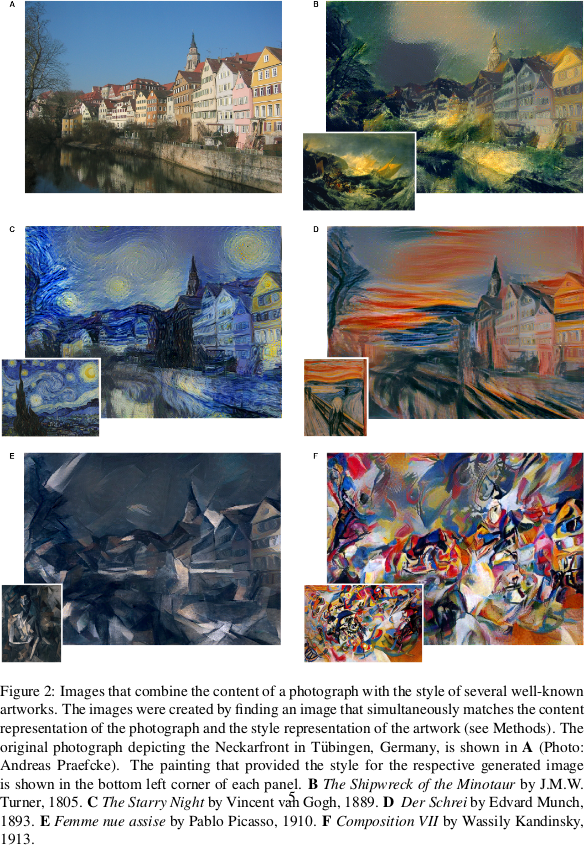 A
B
C
D
E
F
Figure 2: Images that combine the content of a photograph with the style of several well-known
artworks. The images were created by finding an image that simultaneously matches the content
representation of the photograph and the style representation of the artwork (see Methods). The
original photograph depicting the Neckarfront in Tübingen, Germany, is shown in A (Photo:
Andreas Praefcke). The painting that provided the style for the respective generated image
is shown in the bottom left corner of each panel. B The Shipwreck of the Minotaur by J.M.W.
Turner, 1805. C The Starry Night by Vincent van Gogh, 1889. D Der Schrei by Edvard Munch,
5
1893. E Femme nue assise by Pablo Picasso, 1910. F Composition VII by Wassily Kandinsky,
1913.